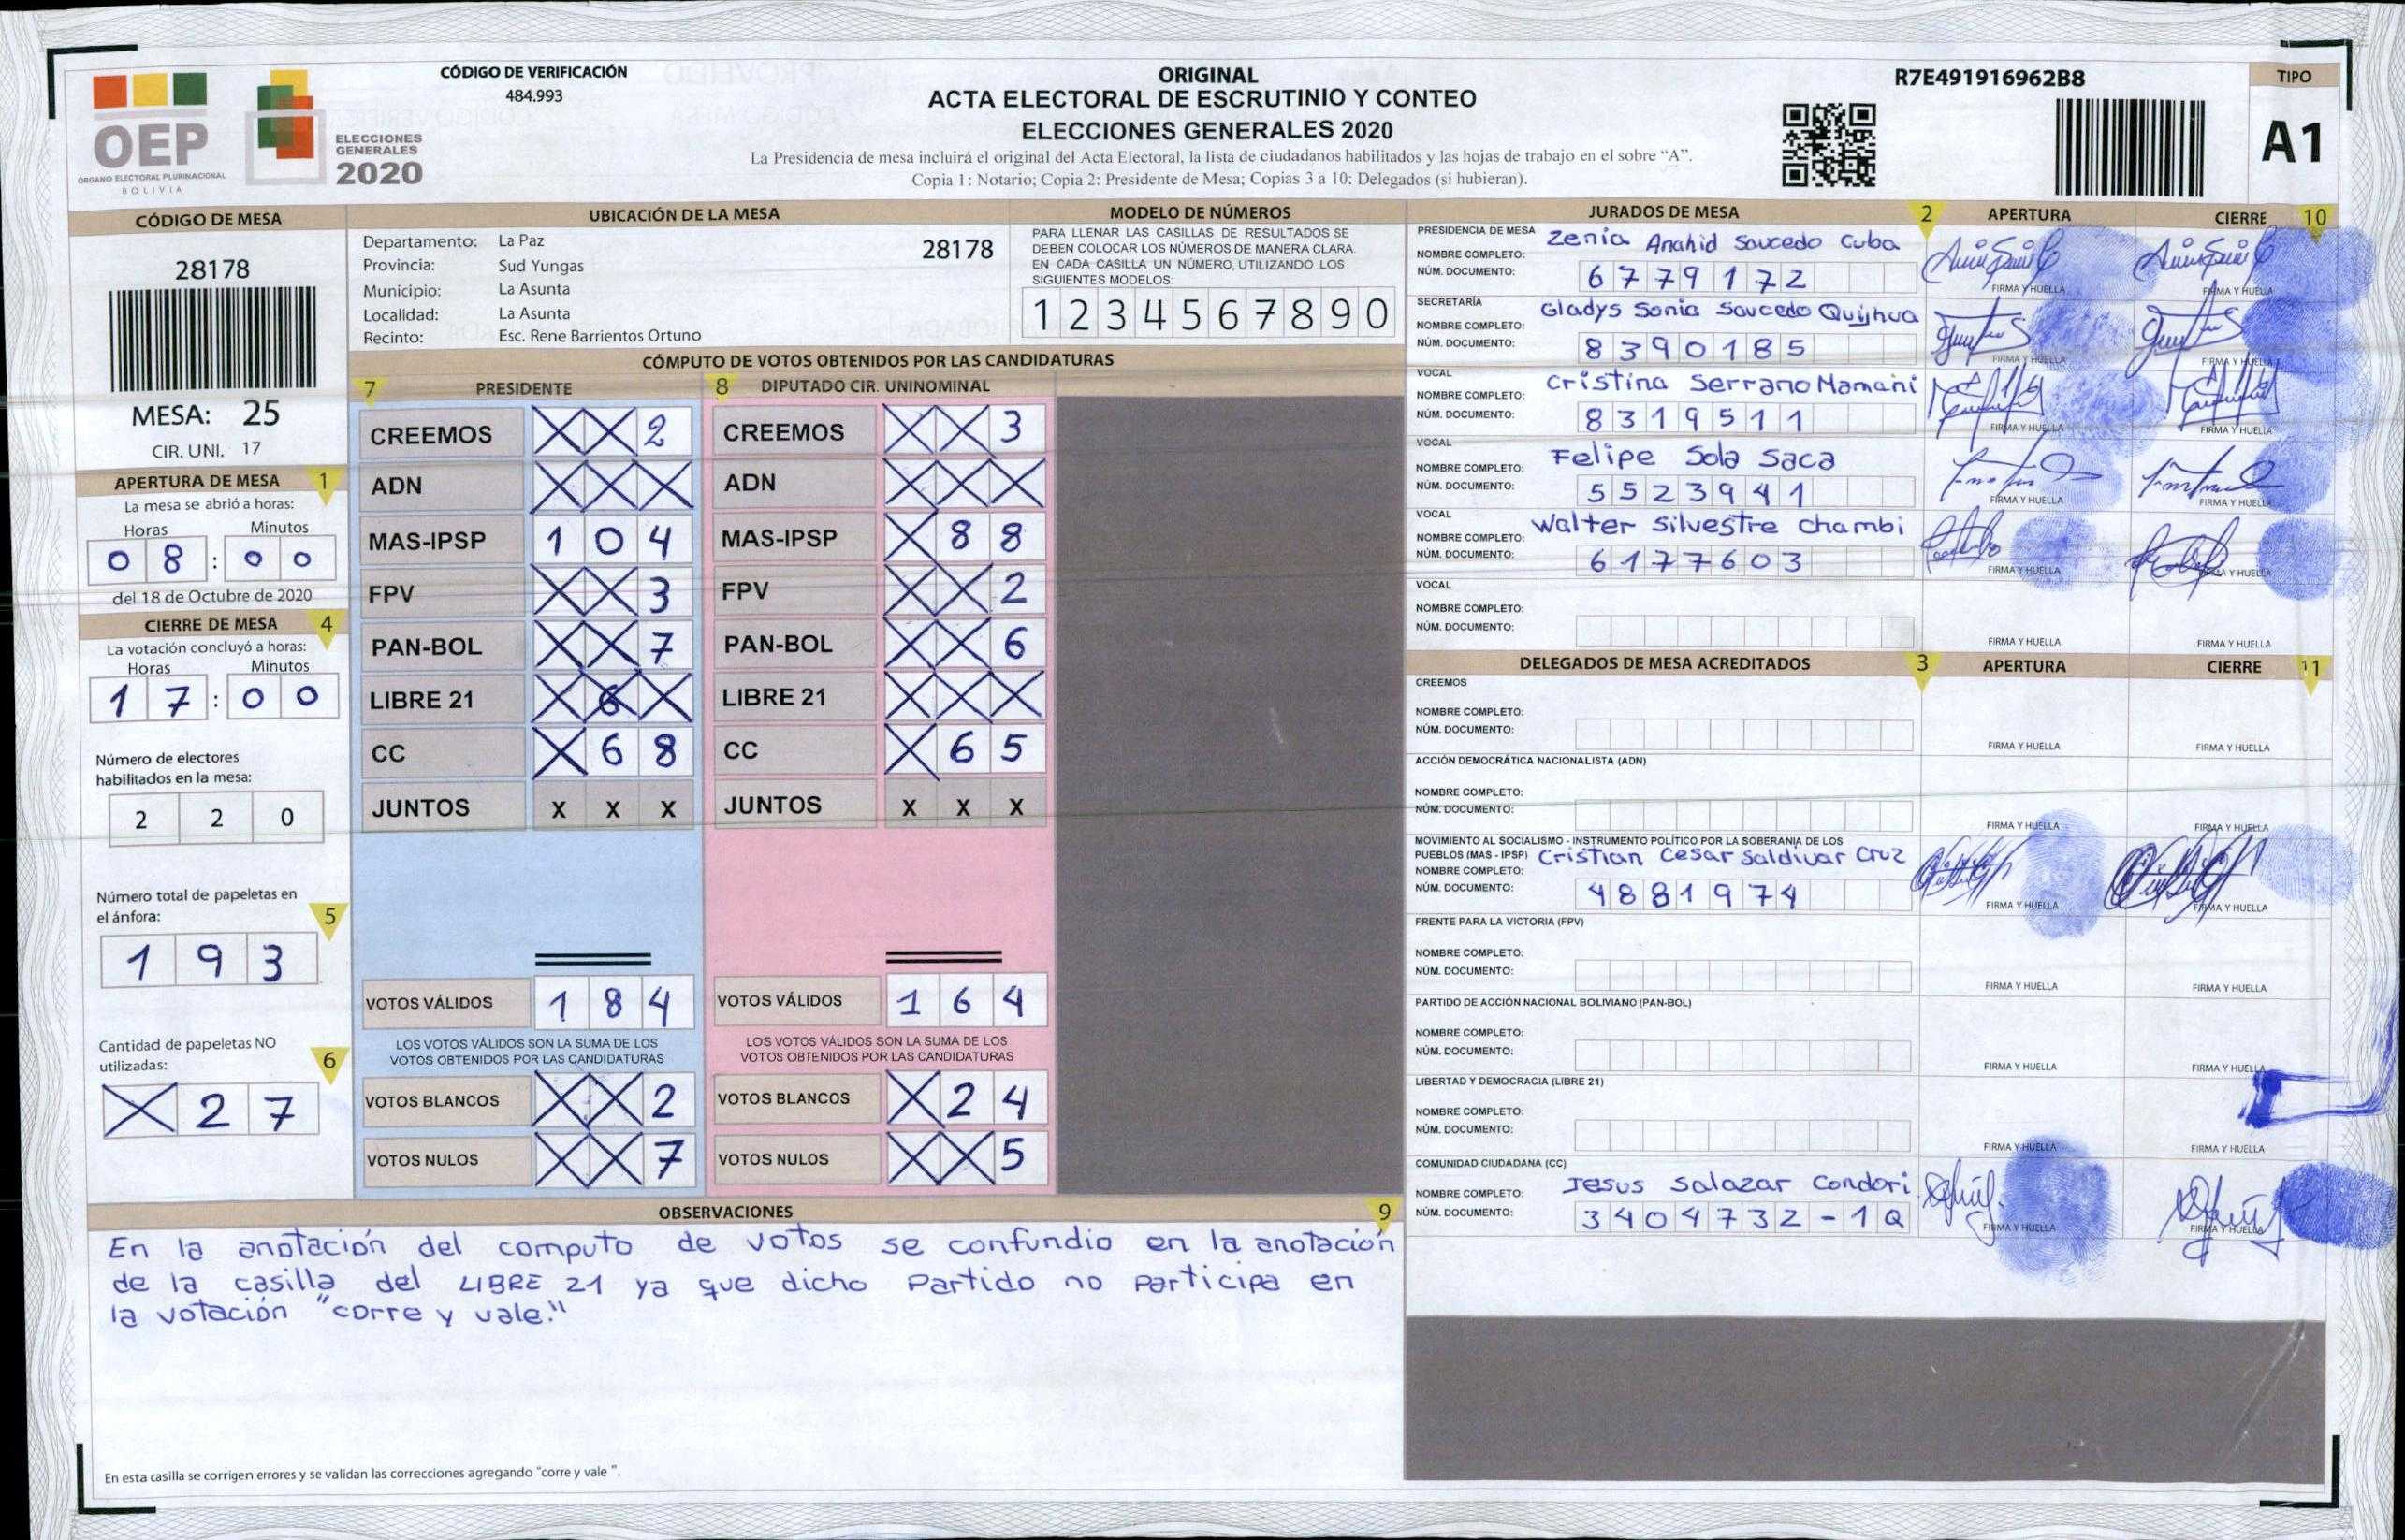 CÓDIGO DE VERIFICACIÓN
484.993
OEP
ÓRGANO ELECTORAL PLURINACIONAL
BOLIVIA
ELECCIONES
GENERALES
2020
ORIGINAL
ACTA ELECTORAL DE ESCRUTINIO Y CONTEO
ELECCIONES GENERALES 2020
La Presidencia de mesa incluirá el original del Acta Electoral, la lista de ciudadanos habilitados y las hojas de trabajo en el sobre “A”.
Copia 1: Notario; Copia 2: Presidente de Mesa; Copias 3 a 10: Delegados (si hubieran).
R7E491916962B8
TIPO
A1
CÓDIGO DE MESA
28178
MESA: 25
CIR. UNI. 17
APERTURA DE MESA 1
La mesa se abrió a horas:
Horas Minutos
0 8 : 0 0
del 18 de Octubre de 2020
CIERRE DE MESA 4
La votación concluyó a horas:
Horas Minutos
1 7 : 0 0
Número de electores
habilitados en la mesa:
2 2 0
Número total de papeletas en
el ánfora: 5
1 9 3
Cantidad de papeletas NO
utilizadas: 6
X 2 7
UBICACIÓN DE LA MESA
Departamento: La Paz 28178
Provincia: Sud Yungas
Municipio: La Asunta
Localidad: La Asunta
Recinto: Esc. Rene Barrientos Ortuno
MODELO DE NÚMEROS
PARA LLENAR LAS CASILLAS DE RESULTADOS SE
DEBEN COLOCAR LOS NÚMEROS DE MANERA CLARA.
EN CADA CASILLA UN NÚMERO, UTILIZANDO LOS
SIGUIENTES MODELOS:
1 2 3 4 5 6 7 8 9 0
CÓMPUTO DE VOTOS OBTENIDOS POR LAS CANDIDATURAS
7 PRESIDENTE 8 DIPUTADO CIR. UNINOMINAL
CREEMOS X X 2 CREEMOS X X 3
ADN X X X ADN X X X
MAS-IPSP 1 0 4 MAS-IPSP X 8 8
FPV X X 3 FPV X X 2
PAN-BOL X X 7 PAN-BOL X X 6
LIBRE 21 X X X LIBRE 21 X X X
CC X 6 8 CC X 6 5
JUNTOS X X X JUNTOS X X X
VOTOS VÁLIDOS 1 8 4 VOTOS VÁLIDOS 1 6 4
LOS VOTOS VÁLIDOS SON LA SUMA DE LOS LOS VOTOS VÁLIDOS SON LA SUMA DE LOS
VOTOS OBTENIDOS POR LAS CANDIDATURAS VOTOS OBTENIDOS POR LAS CANDIDATURAS
VOTOS BLANCOS X X 2 VOTOS BLANCOS X 2 4
VOTOS NULOS X X 7 VOTOS NULOS X X 5
OBSERVACIONES 9
En la anotación del computo de votos se confundio en la anotación
de la casilla del LIBRE 21 ya que dicho Partido no participa en
la votación "corre y vale."
En esta casilla se corrigen errores y se validan las correcciones agregando “corre y vale ”.
JURADOS DE MESA 2 APERTURA CIERRE 10
PRESIDENCIA DE MESA Zenia Anahid Saucedo Cuba
NOMBRE COMPLETO:
NÚM. DOCUMENTO: 6779172 FIRMA Y HUELLA FIRMA Y HUELLA
SECRETARÍA Gladys Sonia Saucedo Quijhua
NOMBRE COMPLETO:
NÚM. DOCUMENTO: 8390185 FIRMA Y HUELLA FIRMA Y HUELLA
VOCAL Cristina Serrano Mamani
NOMBRE COMPLETO:
NÚM. DOCUMENTO: 8319511 FIRMA Y HUELLA FIRMA Y HUELLA
VOCAL Felipe Sola Saca
NOMBRE COMPLETO:
NÚM. DOCUMENTO: 5523941 FIRMA Y HUELLA FIRMA Y HUELLA
VOCAL Walter Silvestre Chambi
NOMBRE COMPLETO:
NÚM. DOCUMENTO: 6177603 FIRMA Y HUELLA FIRMA Y HUELLA
VOCAL
NOMBRE COMPLETO:
NÚM. DOCUMENTO: FIRMA Y HUELLA FIRMA Y HUELLA
DELEGADOS DE MESA ACREDITADOS 3 APERTURA CIERRE 11
CREEMOS
NOMBRE COMPLETO:
NÚM. DOCUMENTO: FIRMA Y HUELLA FIRMA Y HUELLA
ACCIÓN DEMOCRÁTICA NACIONALISTA (ADN)
NOMBRE COMPLETO:
NÚM. DOCUMENTO: FIRMA Y HUELLA FIRMA Y HUELLA
MOVIMIENTO AL SOCIALISMO - INSTRUMENTO POLÍTICO POR LA SOBERANIA DE LOS
PUEBLOS (MAS - IPSP) Cristian Cesar Saldivar Cruz
NOMBRE COMPLETO:
NÚM. DOCUMENTO: 4881974 FIRMA Y HUELLA FIRMA Y HUELLA
FRENTE PARA LA VICTORIA (FPV)
NOMBRE COMPLETO:
NÚM. DOCUMENTO: FIRMA Y HUELLA FIRMA Y HUELLA
PARTIDO DE ACCIÓN NACIONAL BOLIVIANO (PAN-BOL)
NOMBRE COMPLETO:
NÚM. DOCUMENTO: FIRMA Y HUELLA FIRMA Y HUELLA
LIBERTAD Y DEMOCRACIA (LIBRE 21)
NOMBRE COMPLETO:
NÚM. DOCUMENTO: FIRMA Y HUELLA FIRMA Y HUELLA
COMUNIDAD CIUDADANA (CC)
NOMBRE COMPLETO: Jesus Salazar Condori
NÚM. DOCUMENTO: 3404732-1Q FIRMA Y HUELLA FIRMA Y HUELLA